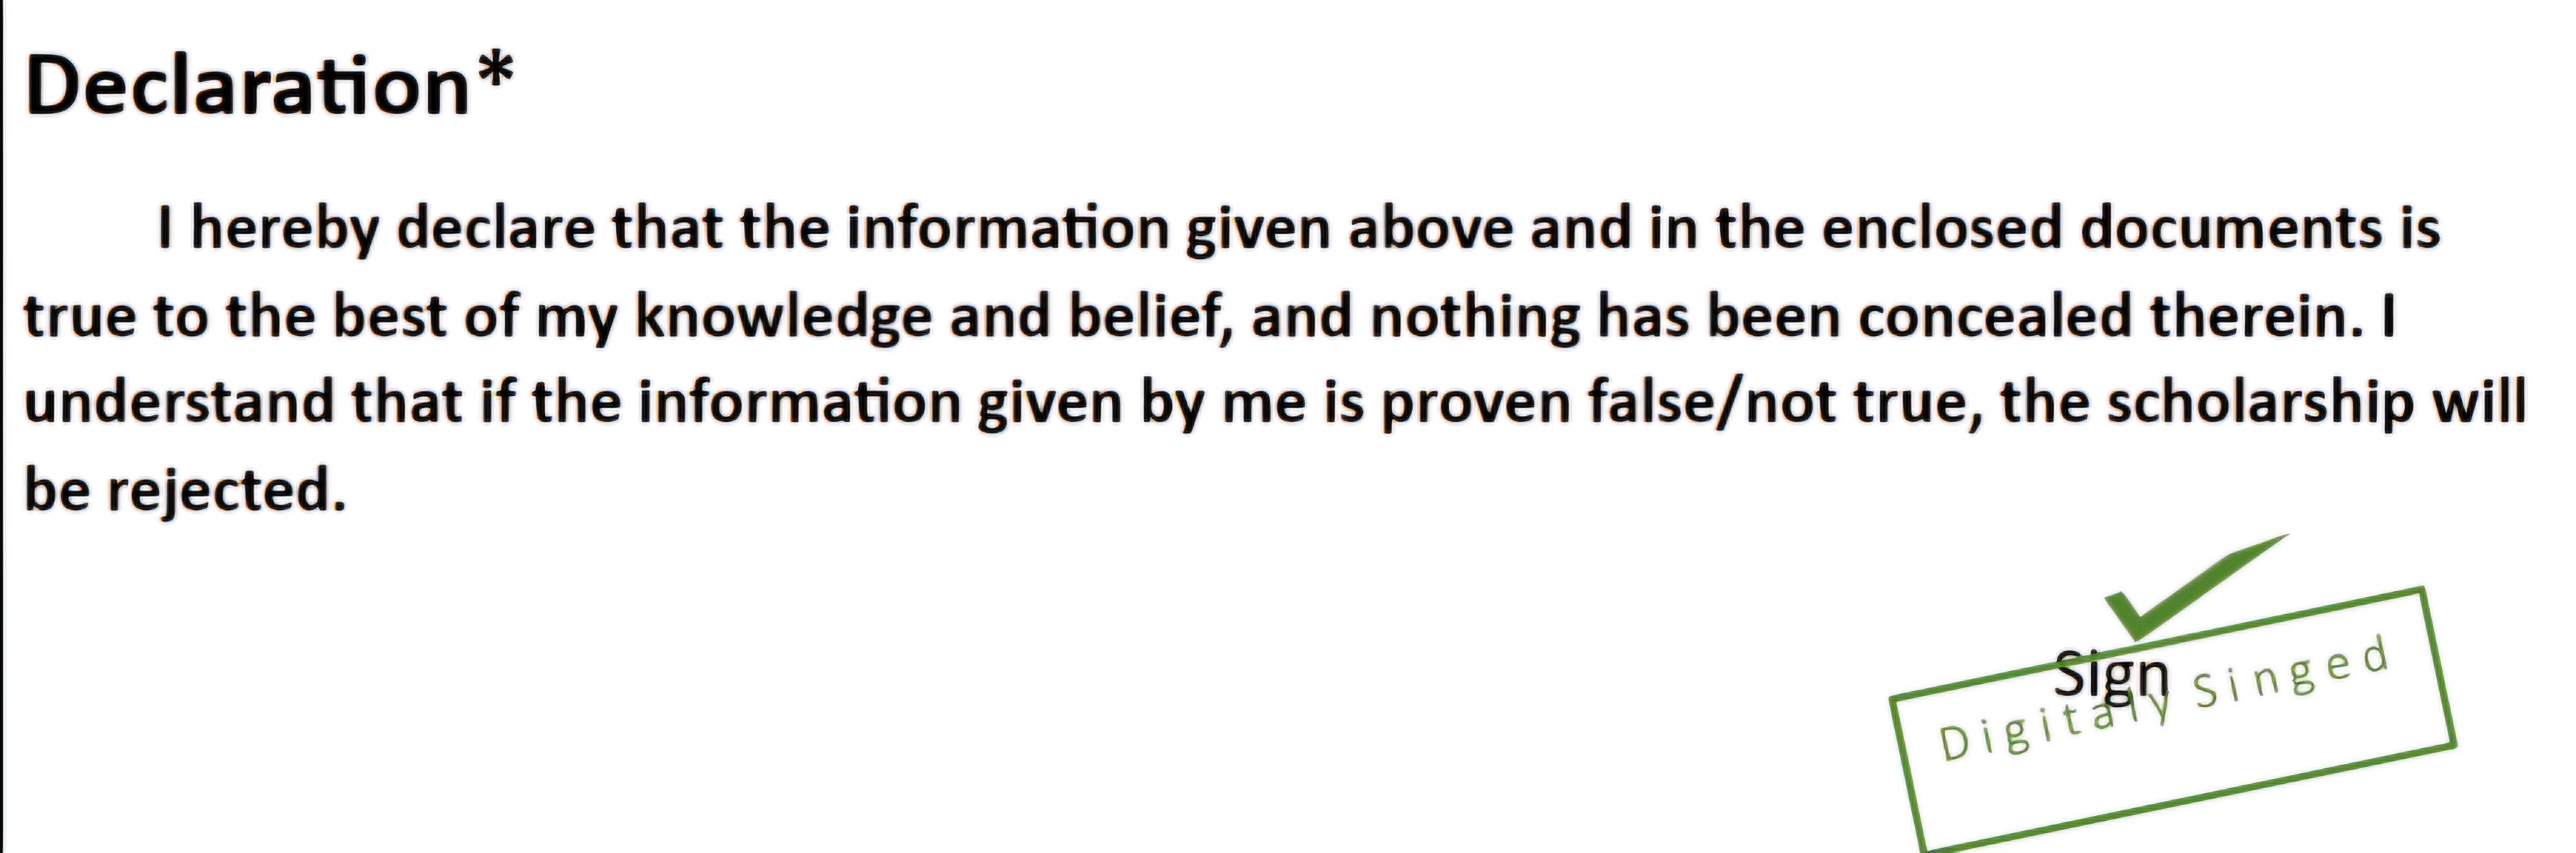 Declaration*
I hereby declare that the information given above and in the enclosed documents is
true to the best of my knowledge and belief, and nothing has been concealed therein. I
understand that if the information given by me is proven false/not true, the scholarship will
be rejected.
Sign
Digitaly Singed